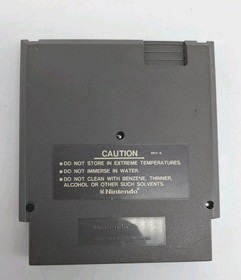 CAUTION
•DO NOT STORE IN EXTREME TEMPERATURES.
•DO NOT IMMERSE IN WATER.
•DO NOT CLEAN WITH BENZENE, THINNER,
ALCOHOL OR OTHER SUCH SOLVENTS.
Nintendo
Nintendo